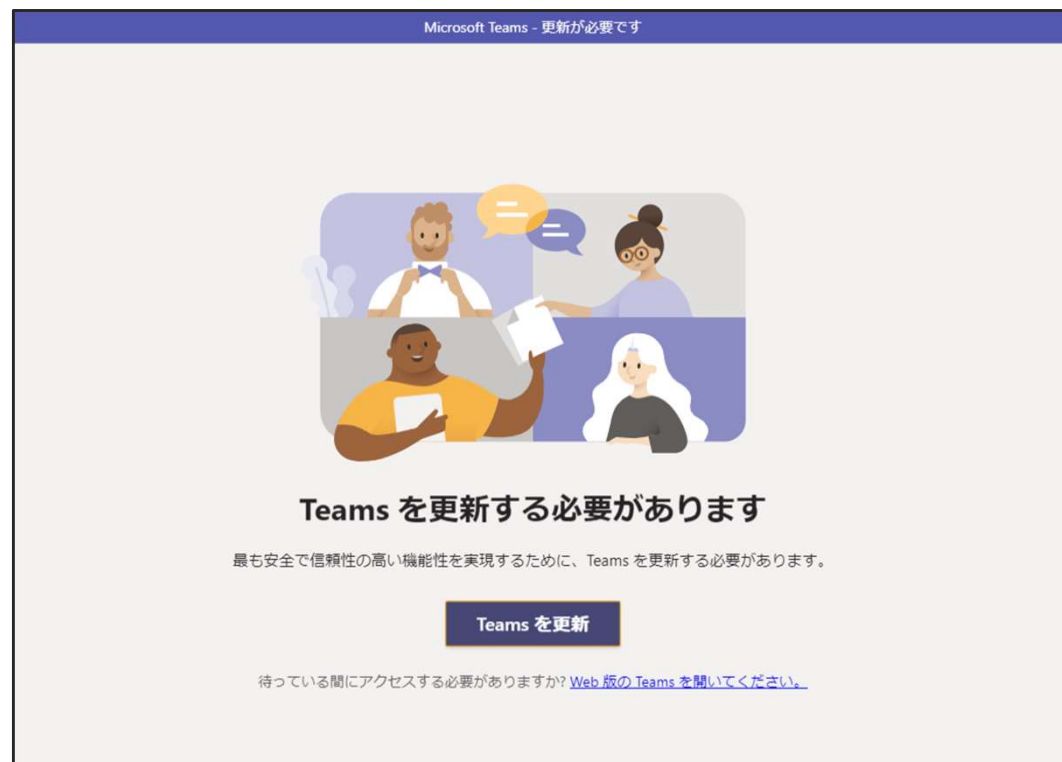 Microsoft Teams - 更新が必要です
Teams を更新する必要があります
最も安全で信頼性の高い機能性を実現するために、Teams を更新する必要があります。
Teams を更新
待っている間にアクセスする必要がありますか? Web 版の Teams を開いてください。